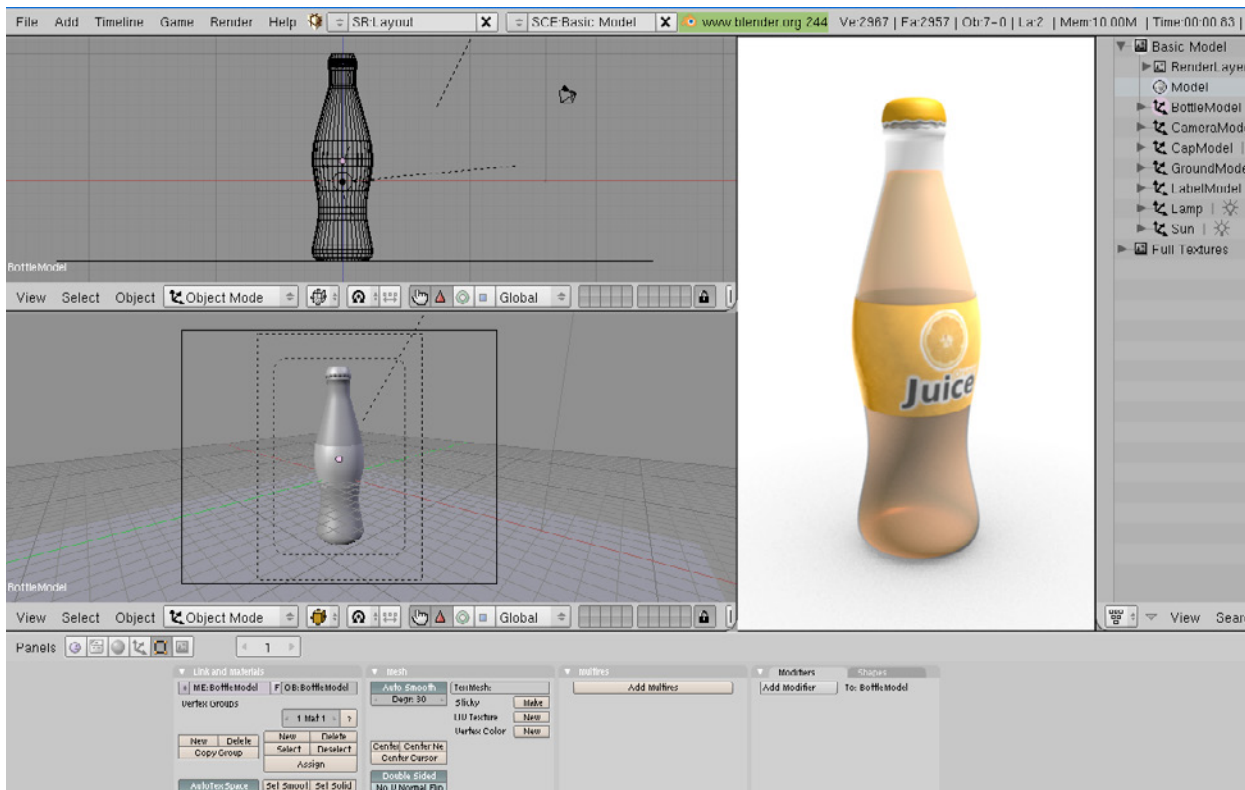 File Add Timeline Game Render Help SR:Layout X SCE:Basic Model X www.blender.org 244 Ve:2967 | Fa:2957 | Ob:7-0 | La:2 | Mem:10.00M | Time:00:00.63 |
BottleModel
View Select Object Object Mode Global
BottleModel
View Select Object Object Mode Global
Juice
Basic Model
RenderLayer
Model
BottleModel
CameraMode
CapModel |
GroundMode
LabelModel
Lamp |
Sun |
Full Textures
View Sear
Panels 1
Link and Materials
ME:BottleModel F OB:BottleModel
Vertex Groups
1 Mat 1 ?
New Delete New Delete
Copy Group Select Deselect
Assign
AutoTexSpace Set Smoot Set Solid
Mesh
Auto Smooth TexMesh:
Degr: 30 Sticky Make
UV Texture New
Vertex Color New
Center Center Ne
Center Cursor
Double Sided
No V.Normal Flip
Multires
Add Multires
Modifiers Shapes
Add Modifier To: BottleModel